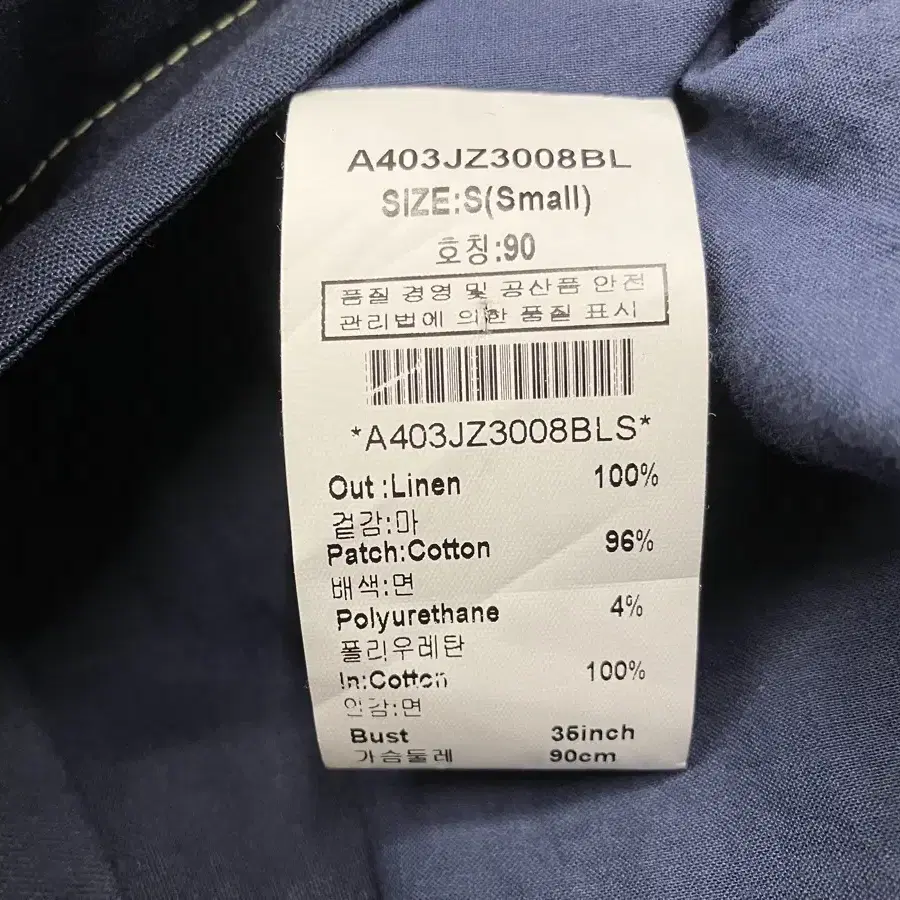 A403JZ3008BL
SIZE:S(Small)
호칭:90
품질 경영 및 공산품 안전
관리법에 의한 품질 표시
*A403JZ3008BLS*
Out :Linen 100%
겉감:마
Patch:Cotton 96%
배색:면
Polyurethane 4%
폴리우레탄
In:Cotton 100%
안감:면
Bust 35inch
가슴둘레 90cm